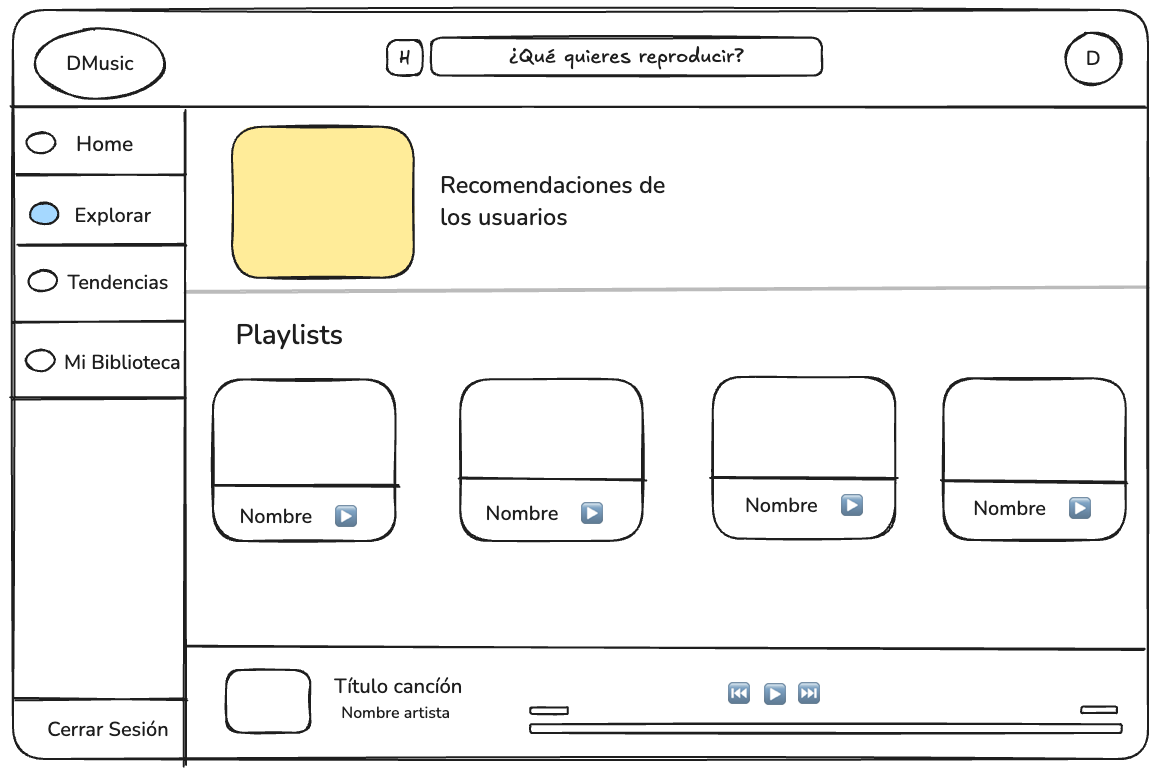 DMusic
H
¿Qué quieres reproducir?
D
Home
Explorar
Tendencias
Mi Biblioteca
Cerrar Sesión
Recomendaciones de
los usuarios
Playlists
Nombre
Nombre
Nombre
Nombre
Título cancíón
Nombre artista